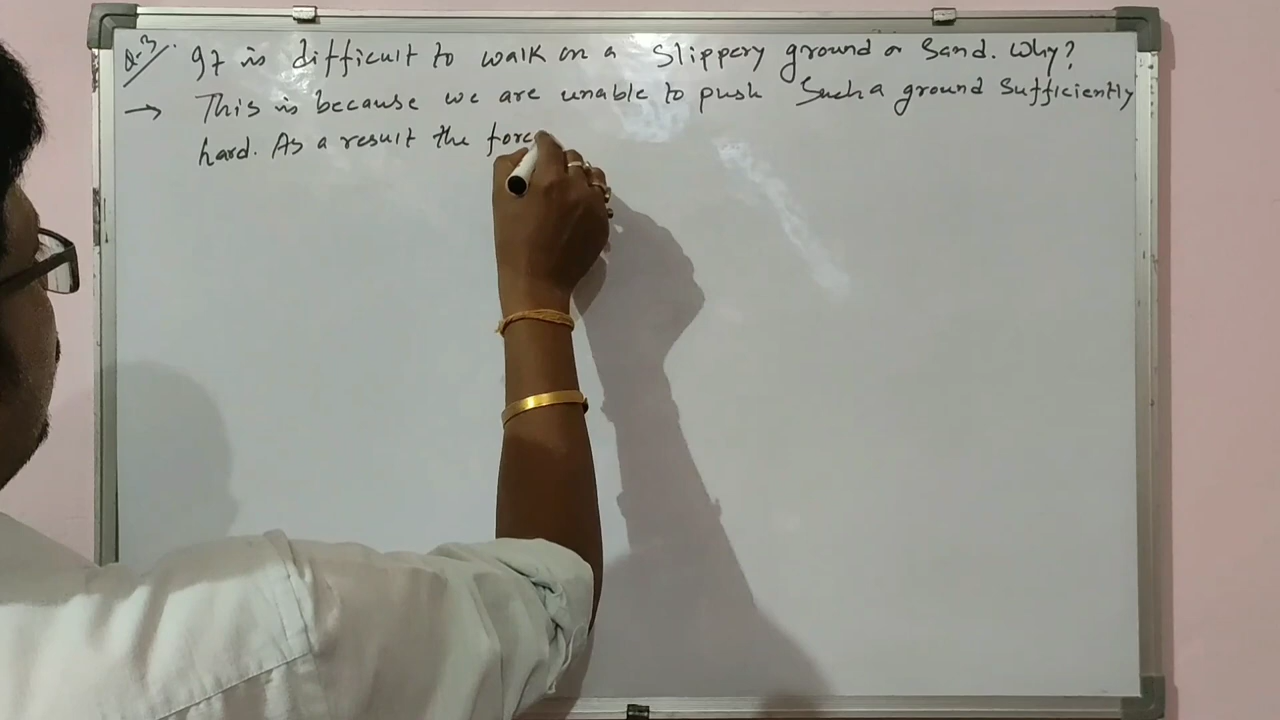 Q.3. It is difficult to walk on a slippery ground or sand. Why?
→ This is because we are unable to push such a ground sufficiently
hard. As a result the forc